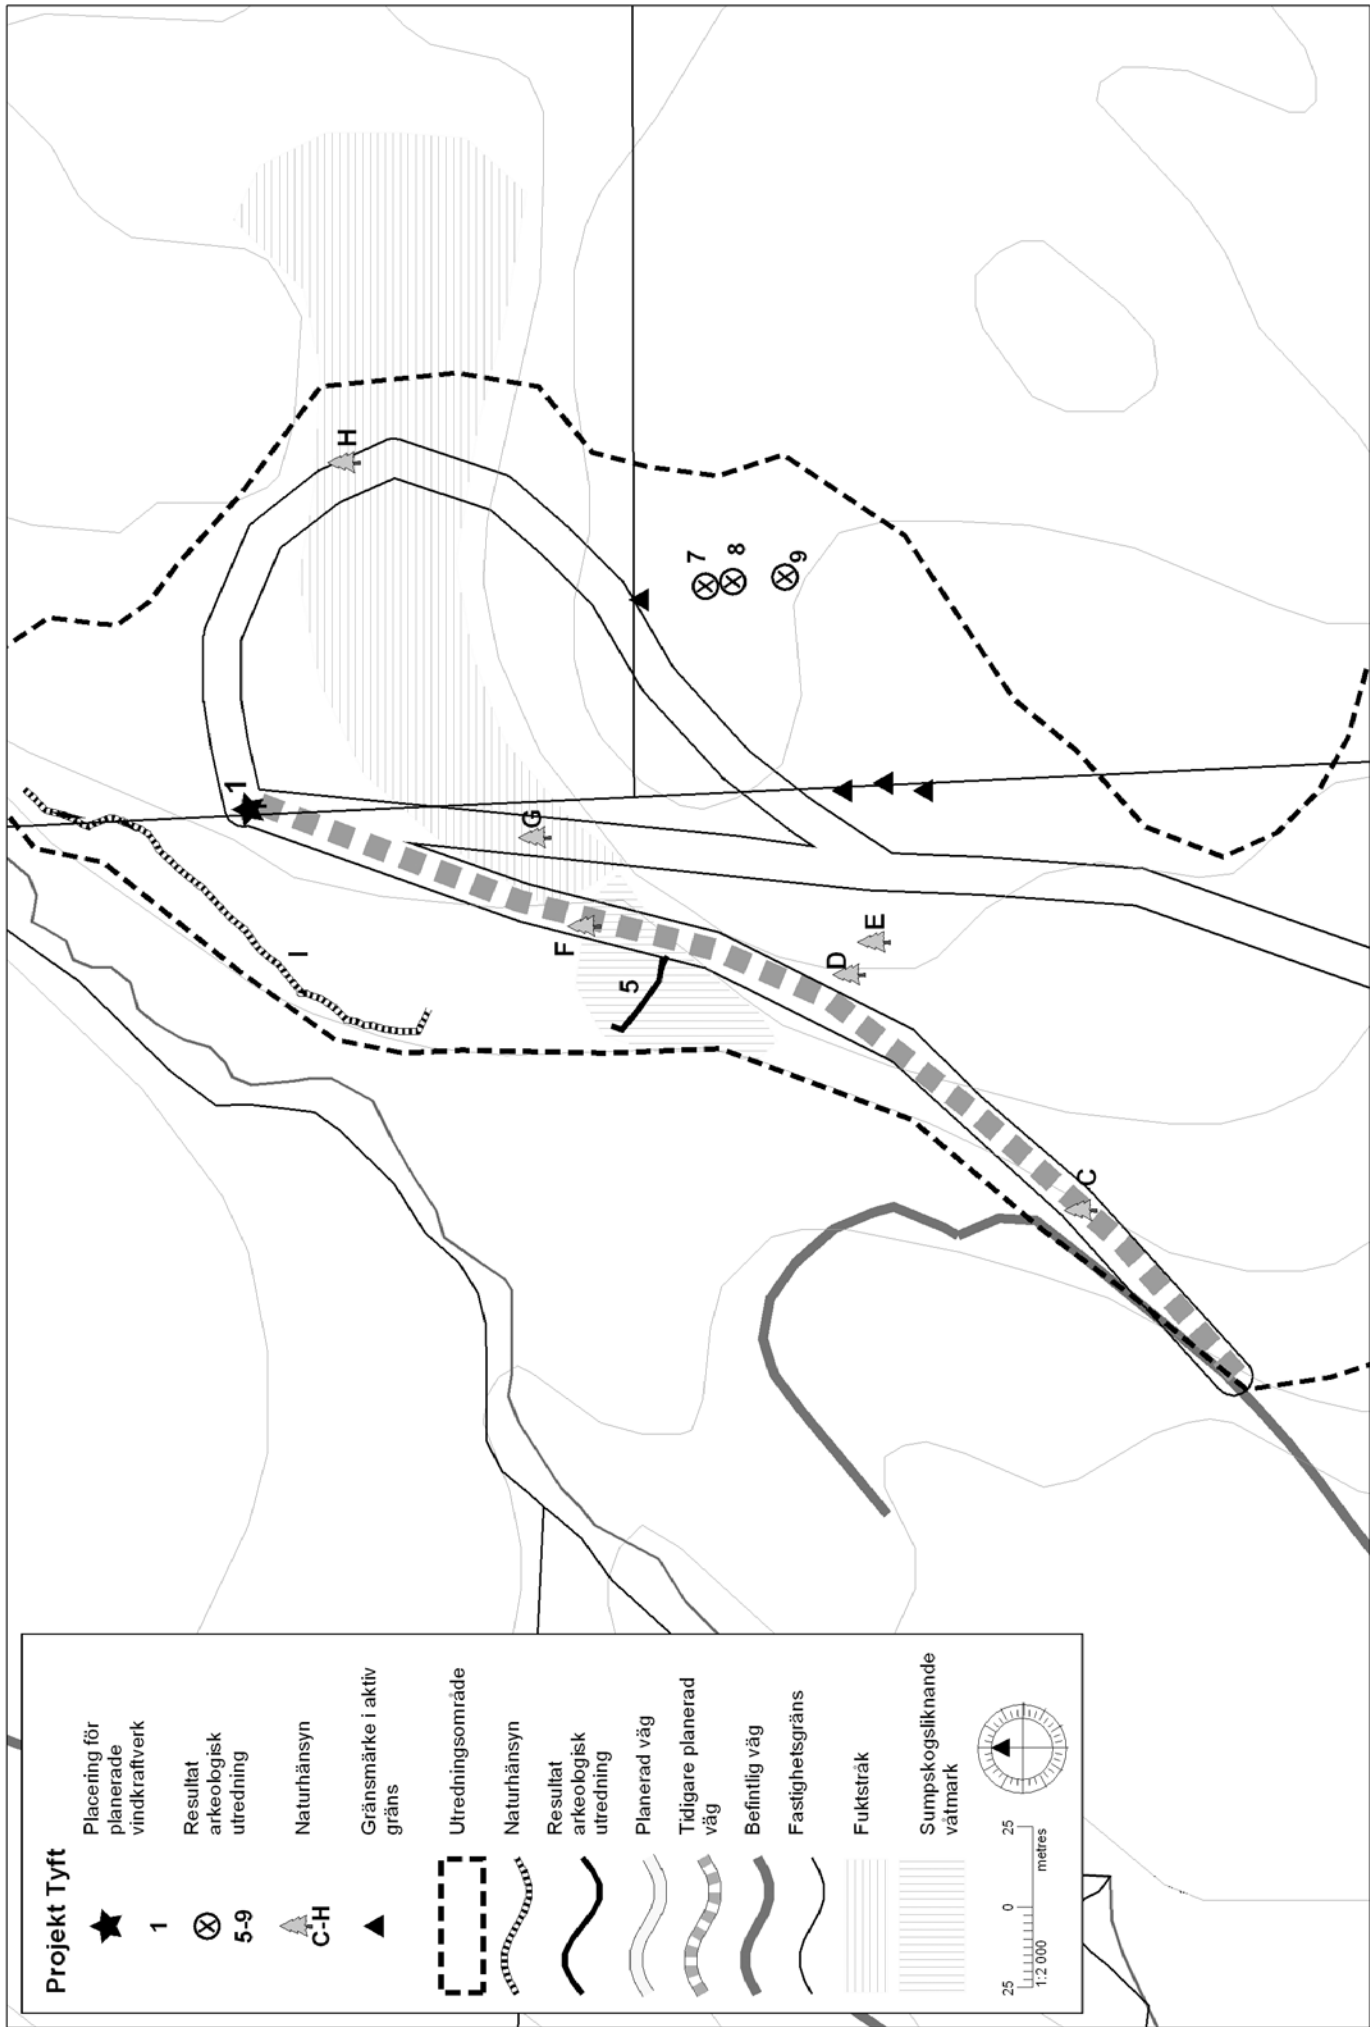 Projekt Tyft
1
Placering för
planerade
vindkraftverk
5-9
Resultat
arkeologisk
utredning
C-H
Naturhänsyn
Gränsmärke i aktiv
gräns
Utredningsområde
Naturhänsyn
Resultat
arkeologisk
utredning
Planerad väg
Tidigare planerad
väg
Befintlig väg
Fastighetsgräns
Fuktstråk
Sumpskogsliknande
våtmark
25 0 25
1:2 000 metres
1
H
I
G
F
5
7
8
9
D
E
C